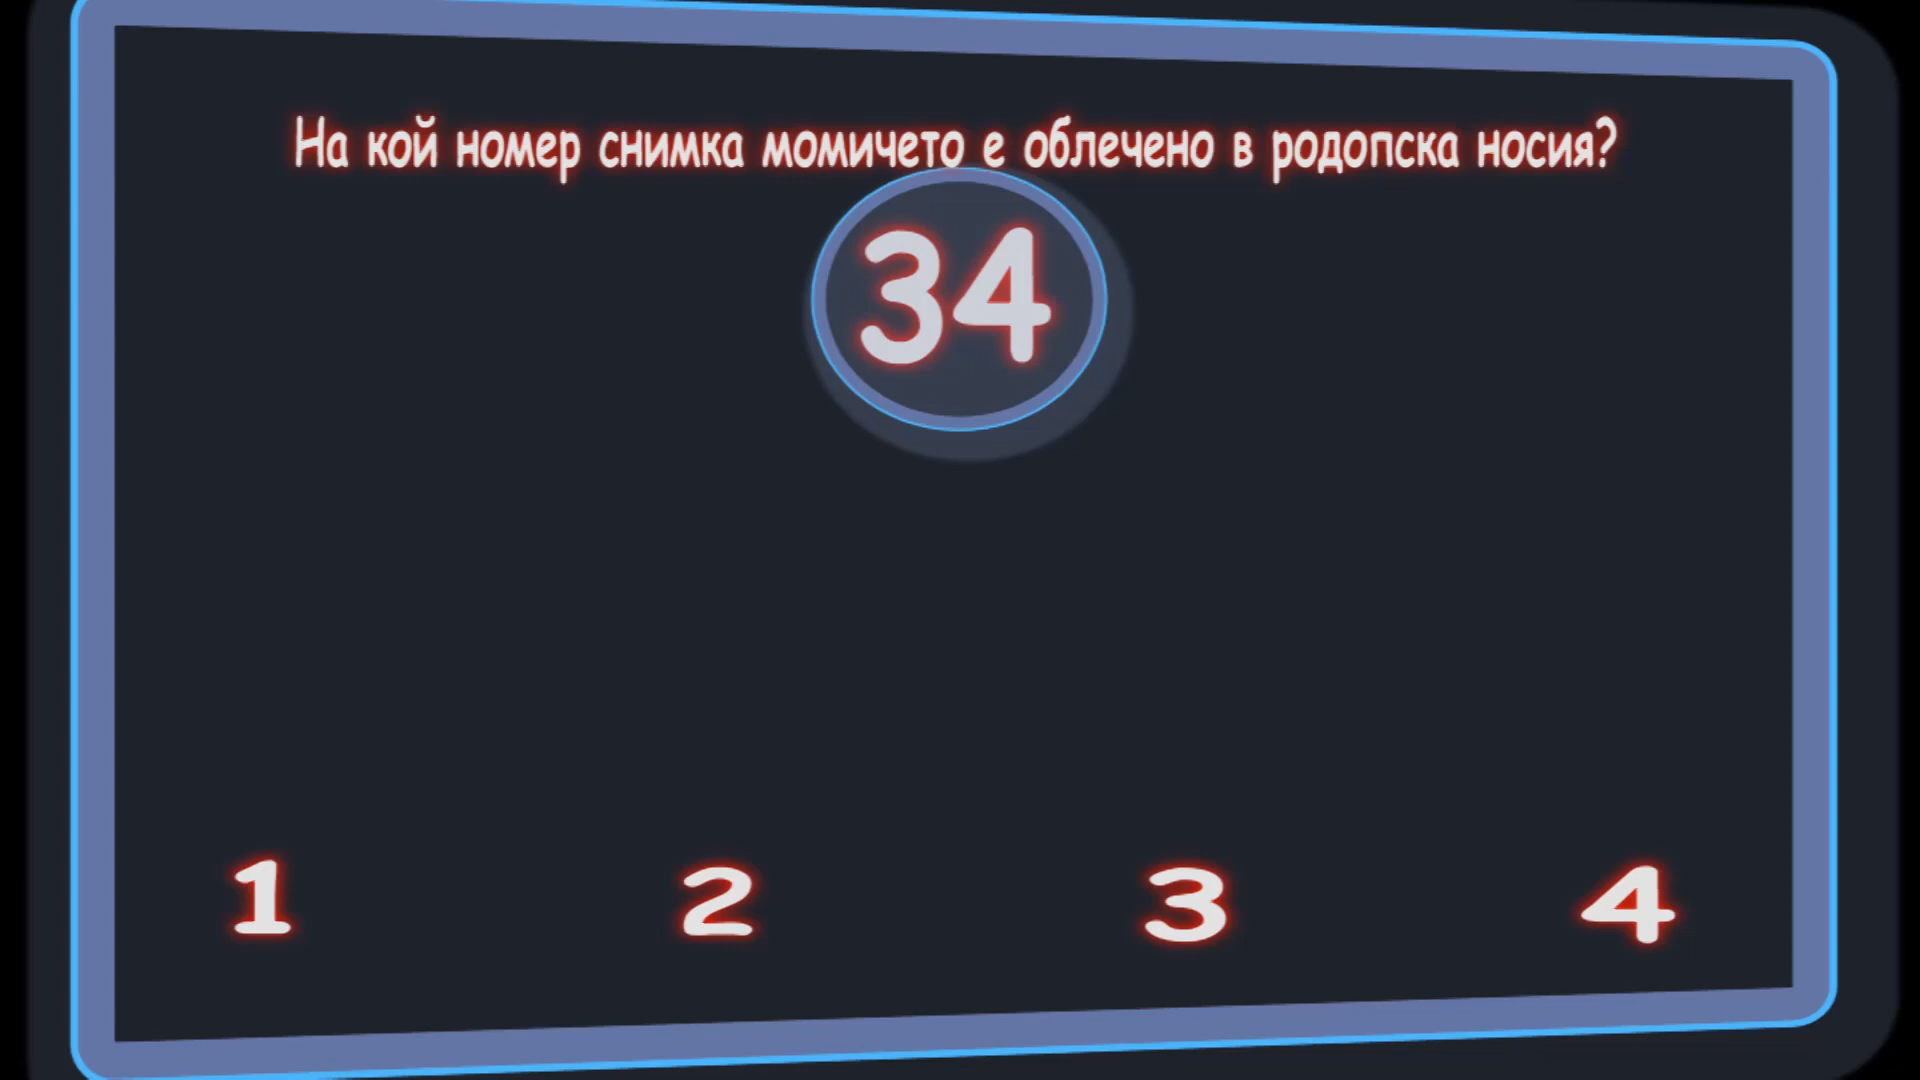 На кой номер снимка момичето е облечено в родопска носия?
34
1 2 3 4